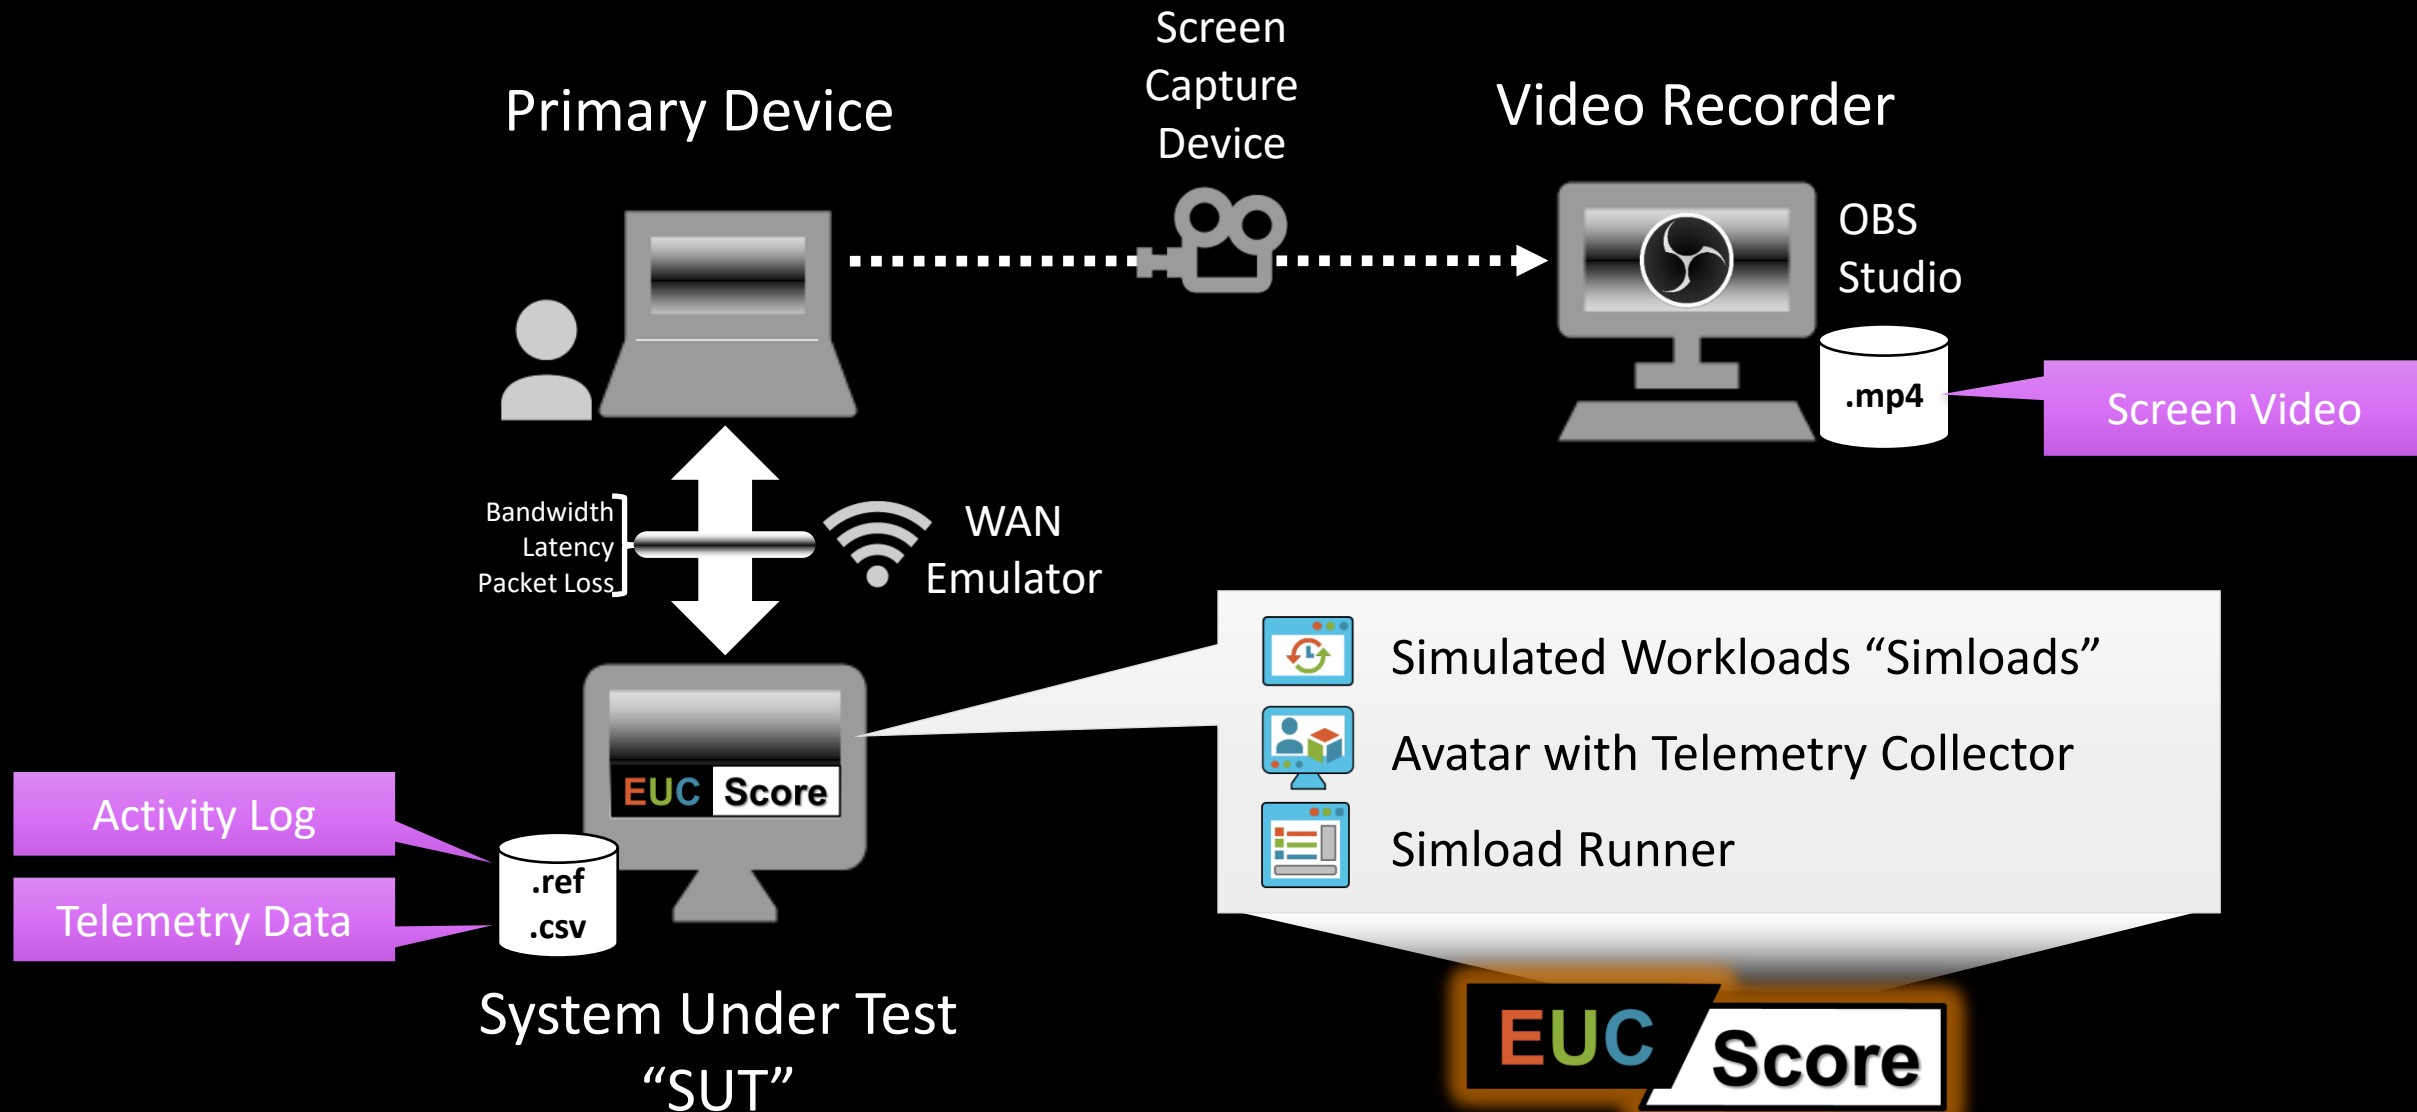 Screen
Capture
Device
Primary Device
Video Recorder
OBS
Studio
.mp4
Screen Video
Bandwidth
Latency
Packet Loss
WAN
Emulator
Simulated Workloads “Simloads”
Avatar with Telemetry Collector
Simload Runner
EUC Score
Activity Log
Telemetry Data
.ref
.csv
System Under Test
“SUT”
EUC Score